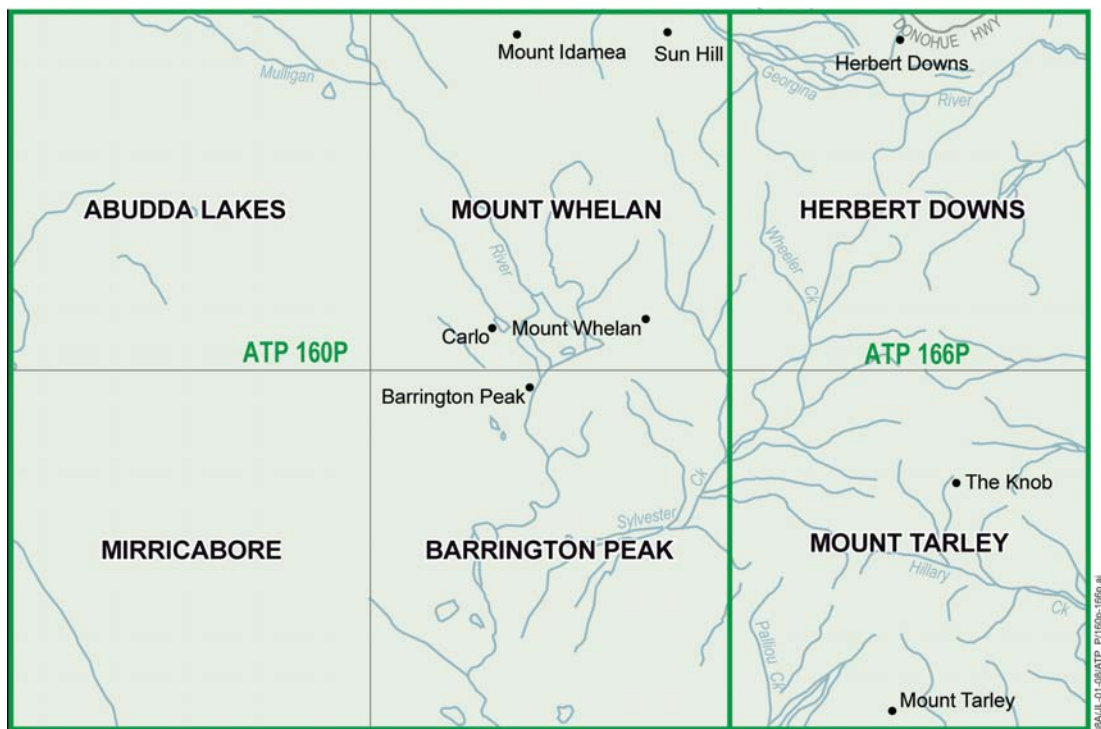 DONOHUE HWY
Mount Idamea
Sun Hill
Herbert Downs
Mulligan
Georgina
River
ABUDDA LAKES
MOUNT WHELAN
HERBERT DOWNS
Wheeler
Ck
River
Carlo
Mount Whelan
ATP 160P
ATP 166P
Barrington Peak
Ck
The Knob
Sylvester
MIRRICABORE
BARRINGTON PEAK
MOUNT TARLEY
Hillary
Ck
Palliou Ck
Mount Tarley